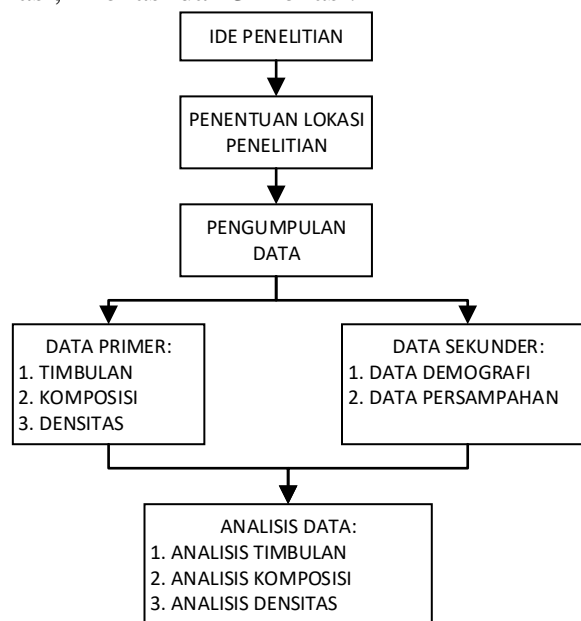 IDE PENELITIAN
PENENTUAN LOKASI
PENELITIAN
PENGUMPULAN
DATA
DATA PRIMER:
1. TIMBULAN
2. KOMPOSISI
3. DENSITAS
DATA SEKUNDER:
1. DATA DEMOGRAFI
2. DATA PERSAMPAHAN
ANALISIS DATA:
1. ANALISIS TIMBULAN
2. ANALISIS KOMPOSISI
3. ANALISIS DENSITAS